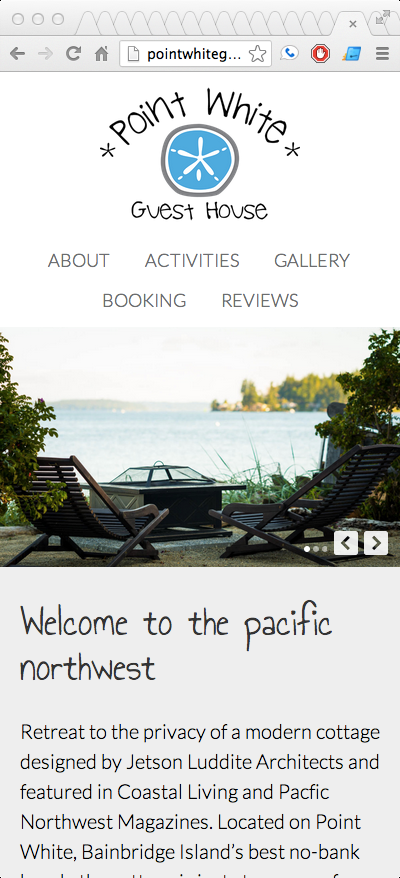 pointwhiteg...
*Point White*
Guest House
ABOUT ACTIVITIES GALLERY
BOOKING REVIEWS
Welcome to the pacific
northwest
Retreat to the privacy of a modern cottage
designed by Jetson Luddite Architects and
featured in Coastal Living and Pacfic
Northwest Magazines. Located on Point
White, Bainbridge Island’s best no-bank